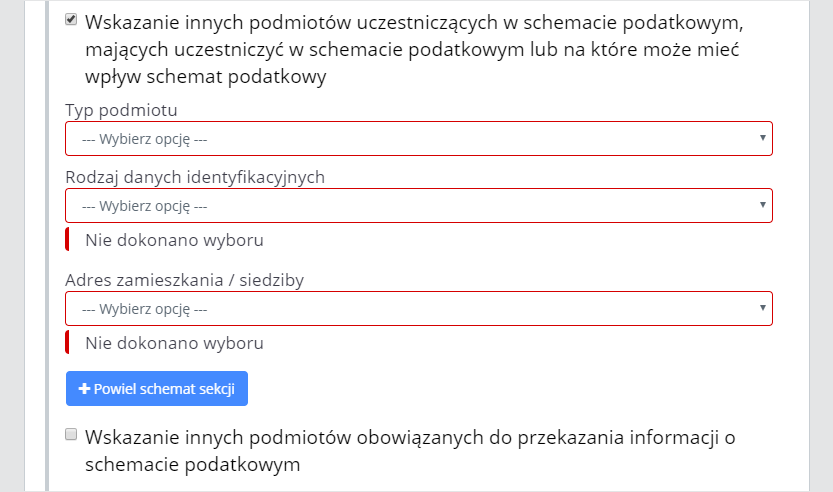 Wskazanie innych podmiotów uczestniczących w schemacie podatkowym,
mających uczestniczyć w schemacie podatkowym lub na które może mieć
wpływ schemat podatkowy
Typ podmiotu
--- Wybierz opcję ---
Rodzaj danych identyfikacyjnych
--- Wybierz opcję ---
Nie dokonano wyboru
Adres zamieszkania / siedziby
--- Wybierz opcję ---
Nie dokonano wyboru
+ Powiel schemat sekcji
Wskazanie innych podmiotów obowiązanych do przekazania informacji o
schemacie podatkowym